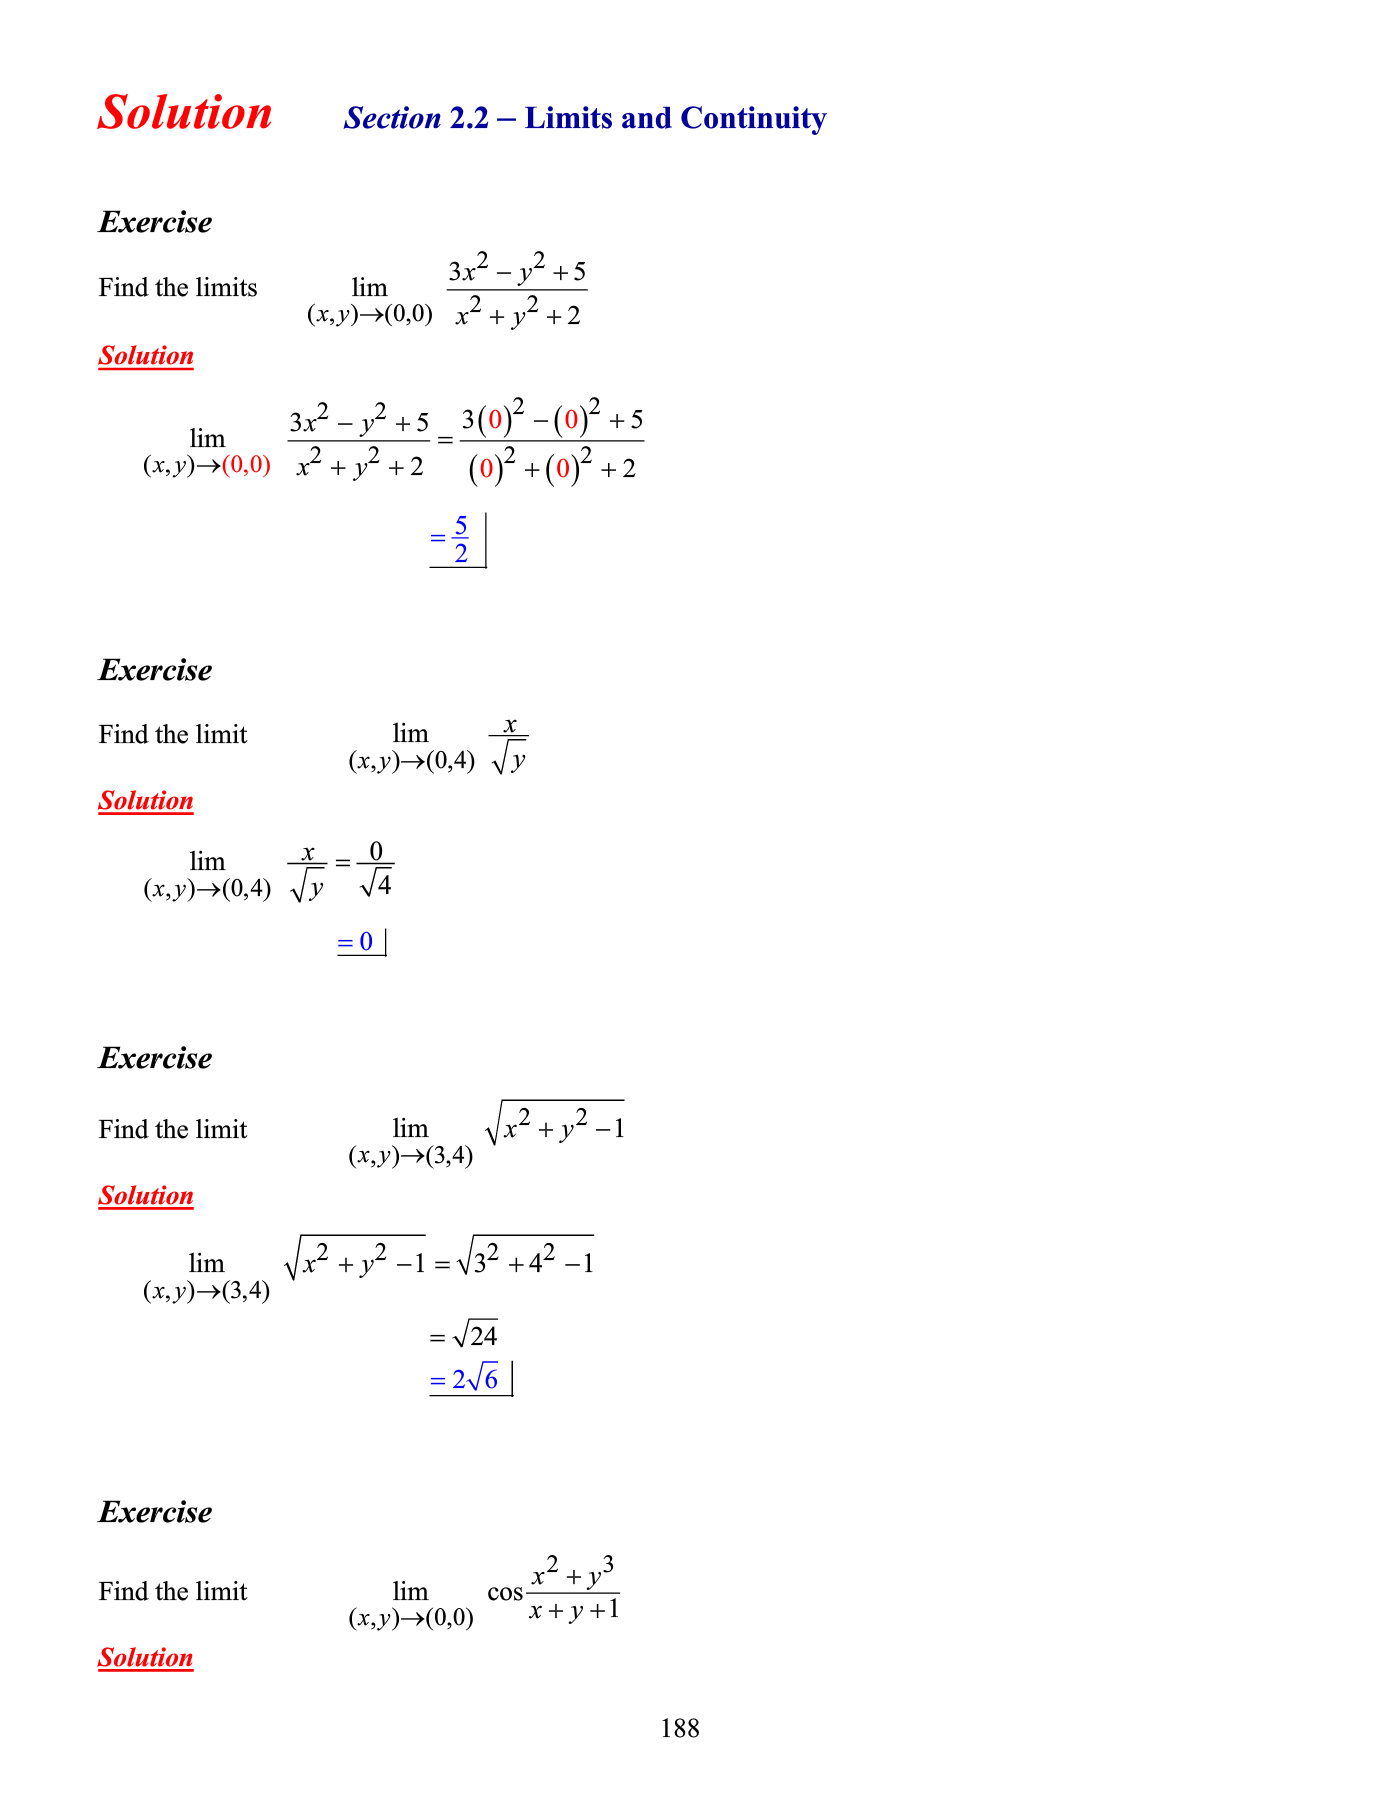 Solution Section 2.2 – Limits and Continuity
Exercise
Find the limits $\lim_{(x,y)\to(0,0)} \frac{3x^2-y^2+5}{x^2+y^2+2}$
Solution
$\lim_{(x,y)\to(0,0)} \frac{3x^2-y^2+5}{x^2+y^2+2} = \frac{3(0)^2-(0)^2+5}{(0)^2+(0)^2+2}$
$= \frac{5}{2}$
Exercise
Find the limit $\lim_{(x,y)\to(0,4)} \frac{x}{\sqrt{y}}$
Solution
$\lim_{(x,y)\to(0,4)} \frac{x}{\sqrt{y}} = \frac{0}{\sqrt{4}}$
$= 0$
Exercise
Find the limit $\lim_{(x,y)\to(3,4)} \sqrt{x^2+y^2-1}$
Solution
$\lim_{(x,y)\to(3,4)} \sqrt{x^2+y^2-1} = \sqrt{3^2+4^2-1}$
$= \sqrt{24}$
$= 2\sqrt{6}$
Exercise
Find the limit $\lim_{(x,y)\to(0,0)} \cos\frac{x^2+y^3}{x+y+1}$
Solution
188